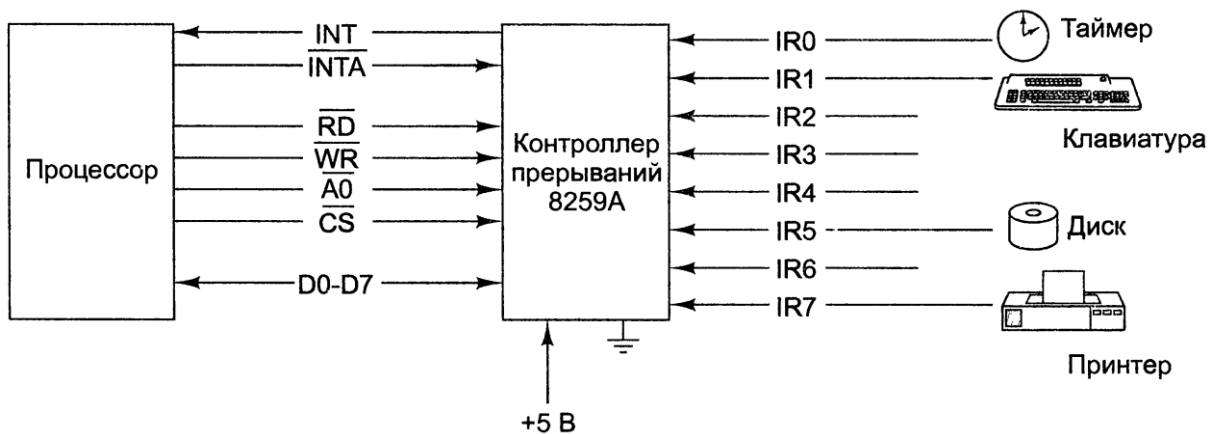 Процессор
INT
INTA
RD
WR
A0
CS
D0-D7
Контроллер
прерываний
8259A
+5 В
IR0
IR1
IR2
IR3
IR4
IR5
IR6
IR7
Таймер
Клавиатура
Диск
Принтер